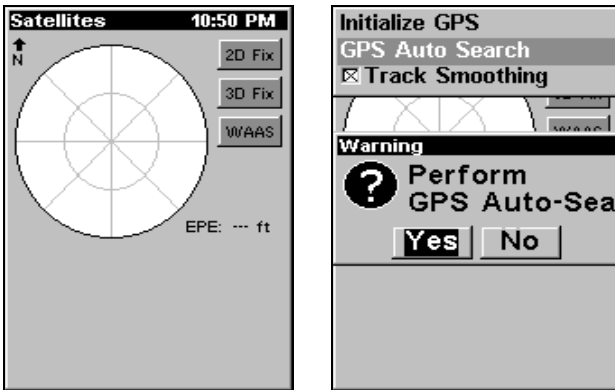 Satellites 10:50 PM
N
2D Fix
3D Fix
WAAS
EPE: --- ft
Initialize GPS
GPS Auto Search
Track Smoothing
Warning
?
Perform
GPS Auto-Sea
Yes No